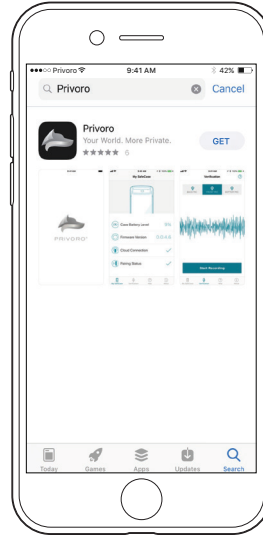 Privoro 9:41 AM 42%
Privoro Cancel
Privoro
Your World. More Private. GET
6
My SafeCase
Verification
Case Battery Level
Firmware Version
PRIVORO
Cloud Connection
Pairing Status
Start Recording
Today Games Apps Updates Search